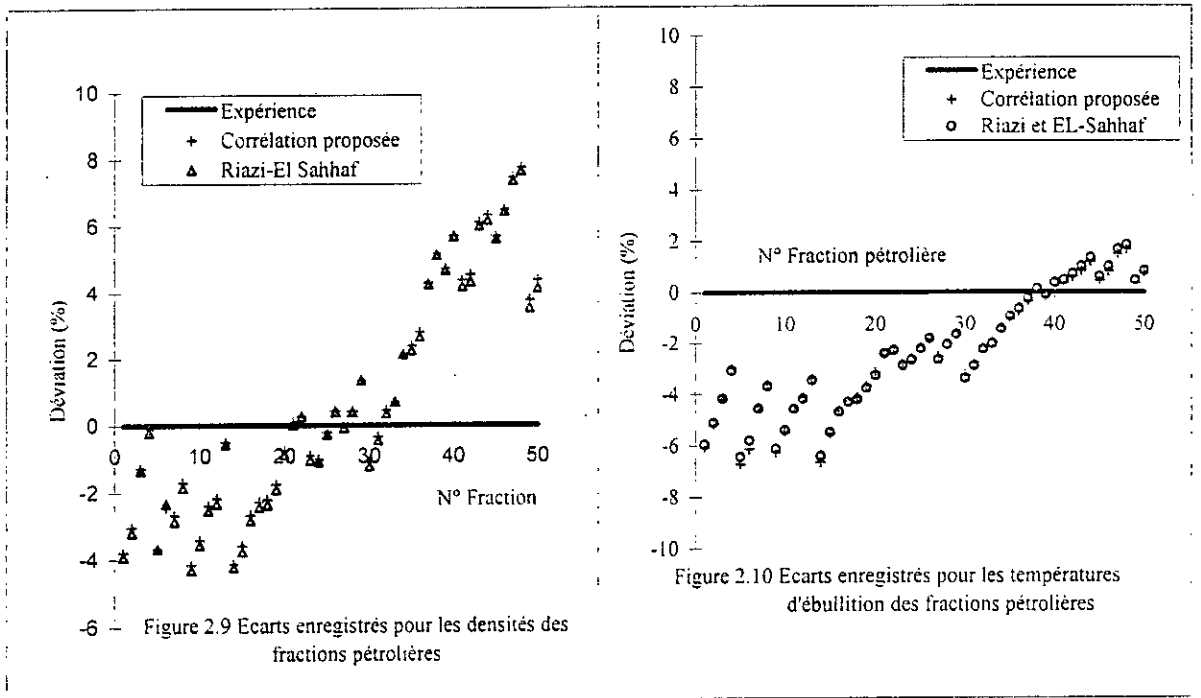 10
8
6
4
2
0
-2
-4
-6
Déviation (%)
Expérience
Corrélation proposée
Riazi-El Sahhaf
0
10
20
30
40
50
N° Fraction
Figure 2.9 Ecarts enregistrés pour les densités des
fractions pétrolières
10
8
6
4
2
0
-2
-4
-6
-8
-10
Déviation (%)
Expérience
Corrélation proposée
Riazi et EL-Sahhaf
N° Fraction pétrolière
0
10
20
30
40
50
Figure 2.10 Ecarts enregistrés pour les températures
d'ébullition des fractions pétrolières